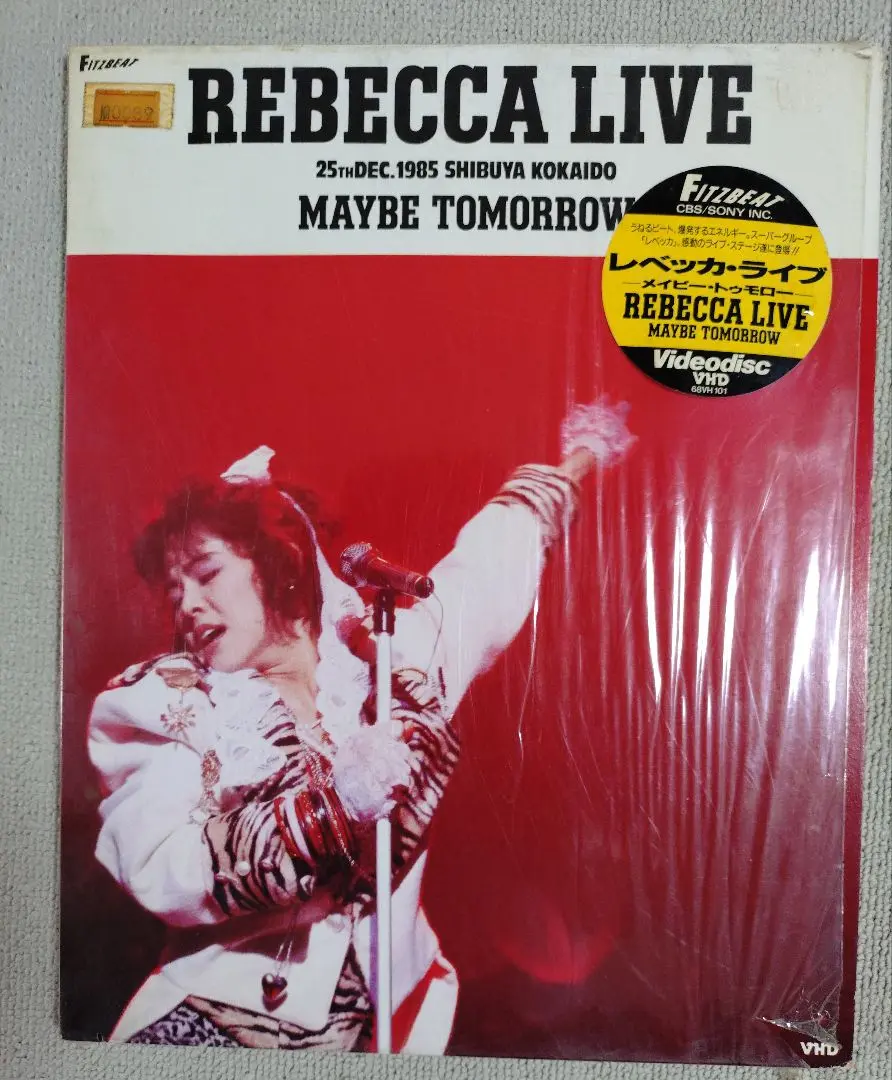 FITZBEAT
REBECCA LIVE
25TH DEC. 1985 SHIBUYA KOKAIDO
MAYBE TOMORROW
FITZBEAT
CBS/SONY INC.
うねるビート、爆発するエネルギー。スーパーグループ
「レベッカ」、感動のライブ・ステージ遂に登場!!
レベッカ・ライブ
—メイビー・トゥモロー—
REBECCA LIVE
MAYBE TOMORROW
Videodisc
VHD
68VH 101
VHD